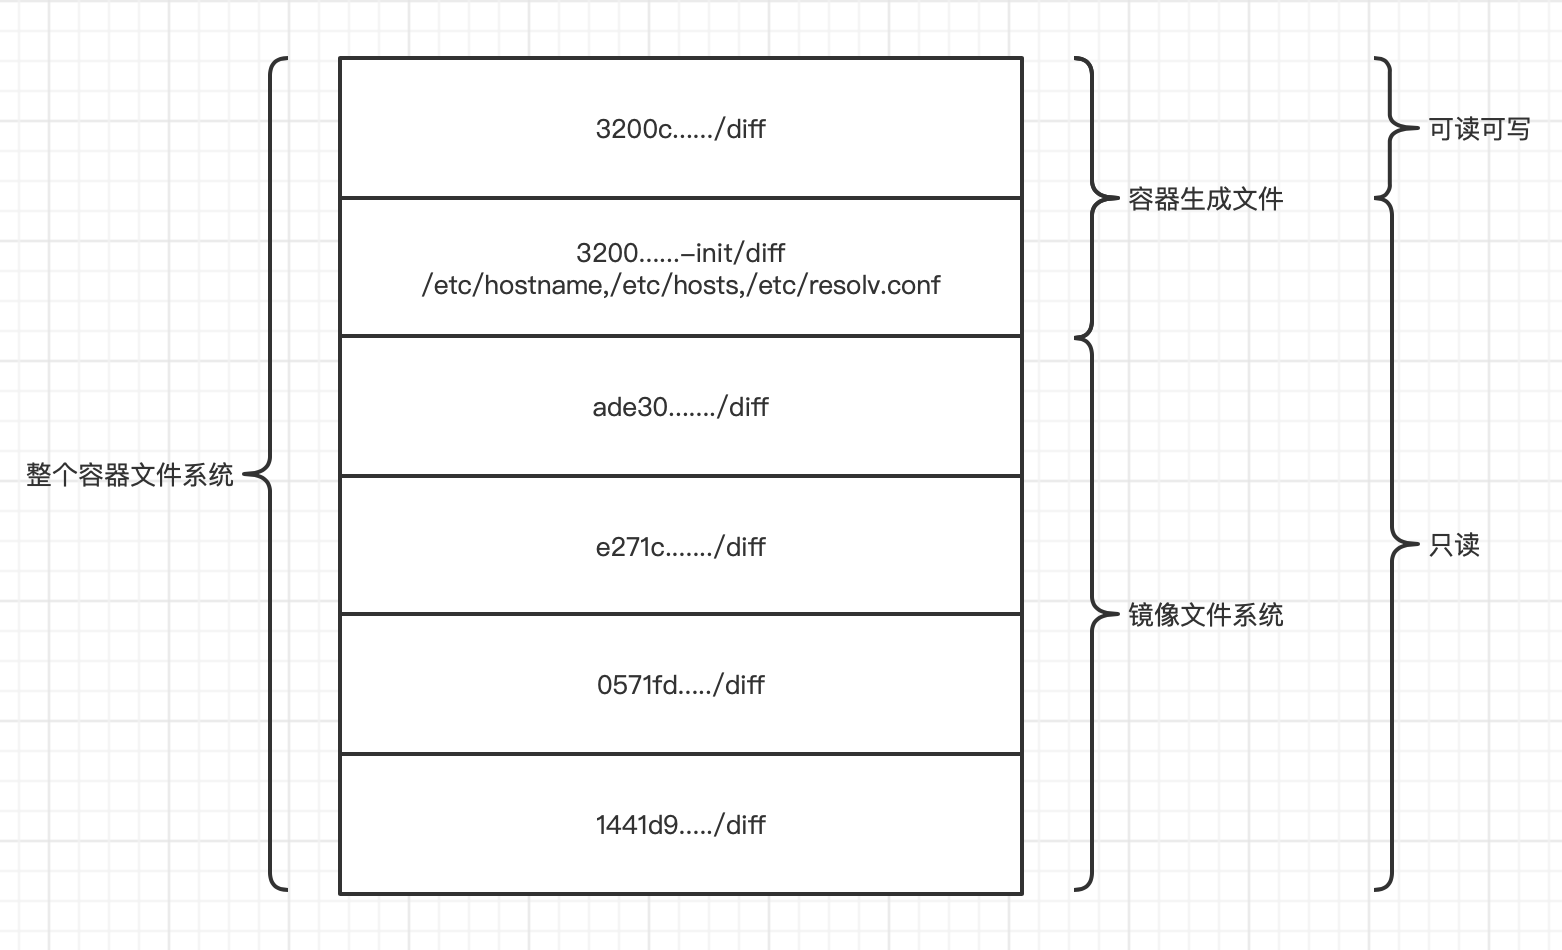 3200c....../diff
可读可写
容器生成文件
3200......-init/diff
/etc/hostname,/etc/hosts,/etc/resolv.conf
ade30......./diff
整个容器文件系统
e271c......./diff
只读
镜像文件系统
0571fd...../diff
1441d9...../diff